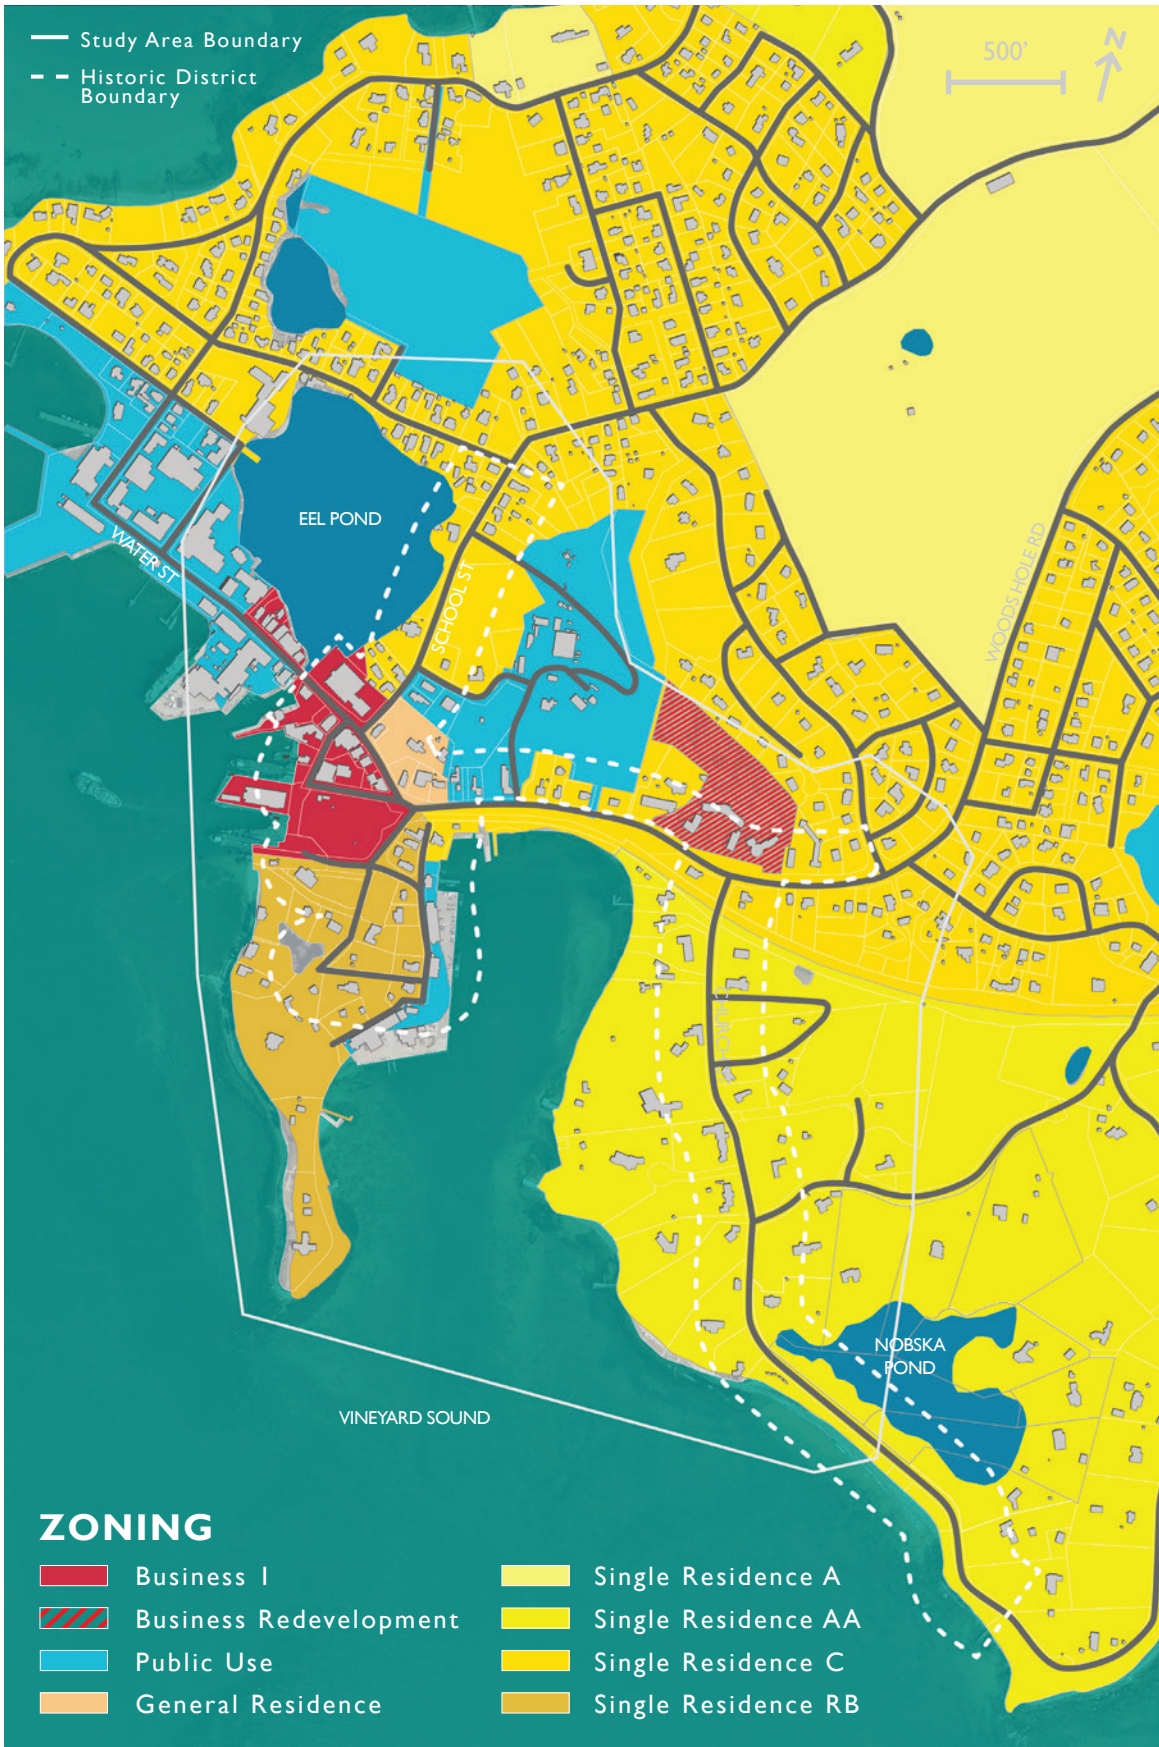 Study Area Boundary
Historic District
Boundary
500'
N
EEL POND
WATER ST
SCHOOL ST
WOODS HOLE RD
CHURCH
NOBSKA
POND
VINEYARD SOUND
ZONING
Business 1
Business Redevelopment
Public Use
General Residence
Single Residence A
Single Residence AA
Single Residence C
Single Residence RB